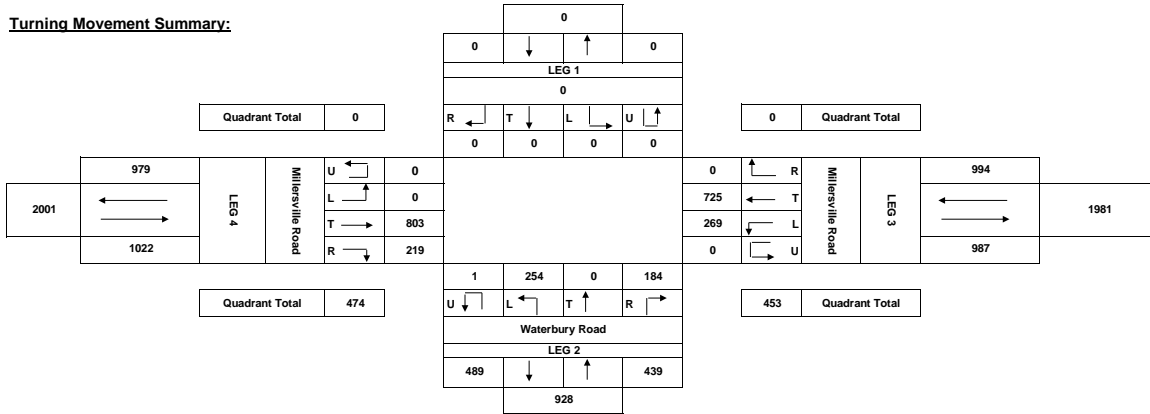 Turning Movement Summary:
0
0 0
LEG 1
0
Quadrant Total 0
R T L U
0 Quadrant Total
0 0 0 0
979
U 0
0 R
994
2001
LEG 4
Millersville Road
L 0
725 T
Millersville Road
LEG 3
1981
T 803
269 L
1022
R 219
0 U
987
1 254 0 184
Quadrant Total 474
U L T R
453 Quadrant Total
Waterbury Road
LEG 2
489 439
928